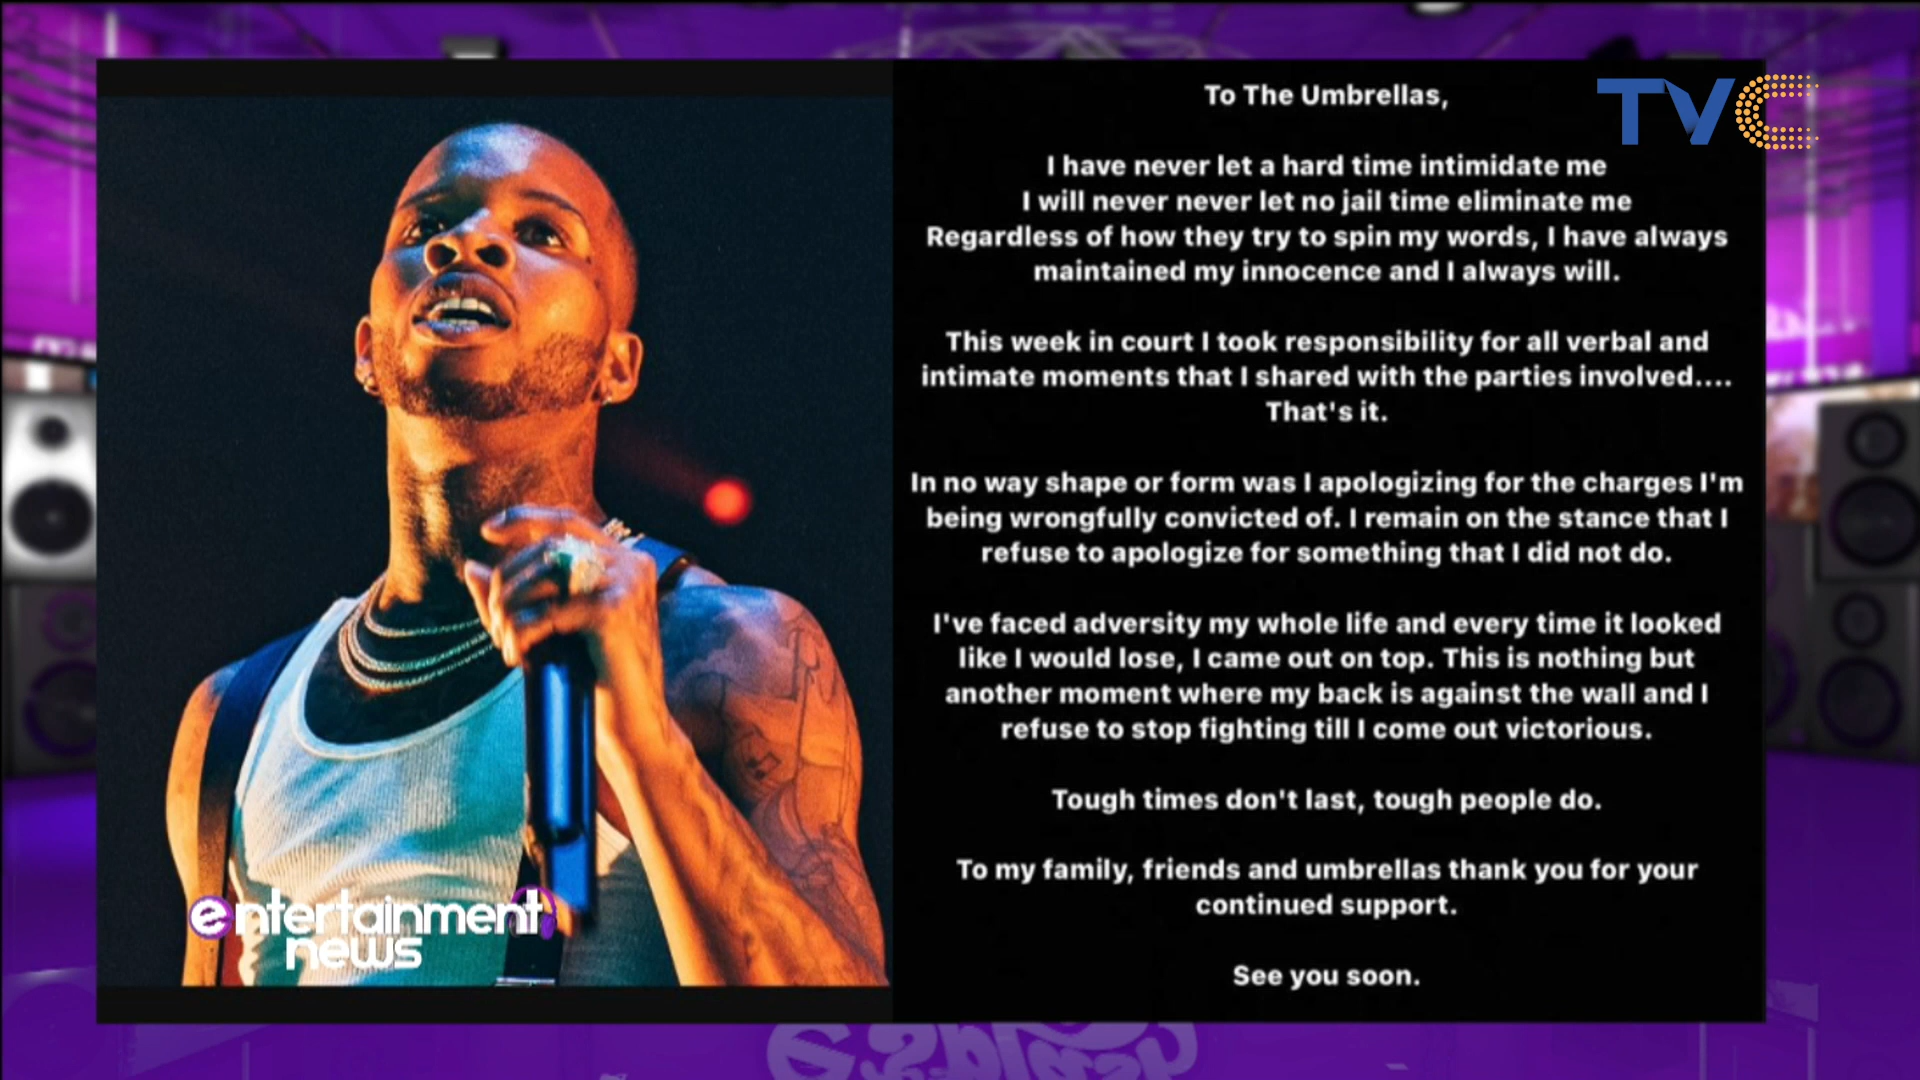 To The Umbrellas,
TVC
I have never let a hard time intimidate me
I will never never let no jail time eliminate me
Regardless of how they try to spin my words, I have always
maintained my innocence and I always will.
This week in court I took responsibility for all verbal and
intimate moments that I shared with the parties involved....
That's it.
In no way shape or form was I apologizing for the charges I'm
being wrongfully convicted of. I remain on the stance that I
refuse to apologize for something that I did not do.
I've faced adversity my whole life and every time it looked
like I would lose, I came out on top. This is nothing but
another moment where my back is against the wall and I
refuse to stop fighting till I come out victorious.
Tough times don't last, tough people do.
To my family, friends and umbrellas thank you for your
continued support.
See you soon.
entertainment
news